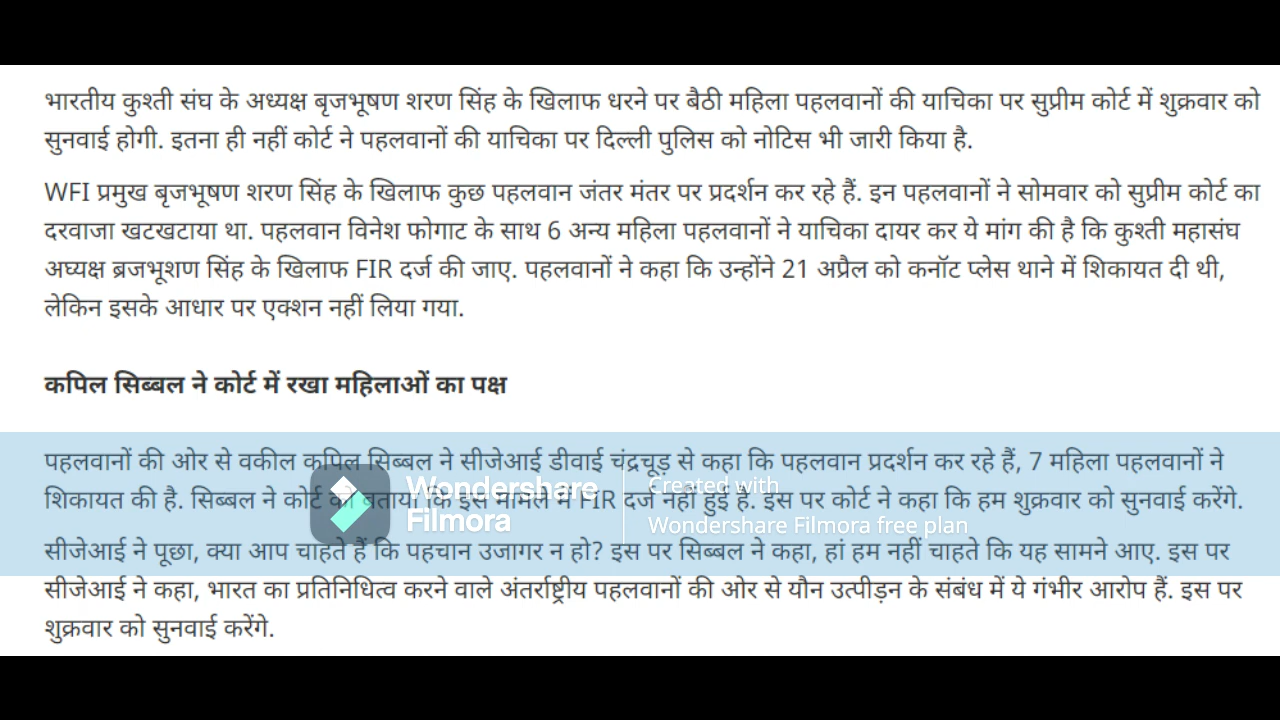 भारतीय कुश्ती संघ के अध्यक्ष बृजभूषण शरण सिंह के खिलाफ धरने पर बैठी महिला पहलवानों की याचिका पर सुप्रीम कोर्ट में शुक्रवार को
सुनवाई होगी. इतना ही नहीं कोर्ट ने पहलवानों की याचिका पर दिल्ली पुलिस को नोटिस भी जारी किया है.
WFI प्रमुख बृजभूषण शरण सिंह के खिलाफ कुछ पहलवान जंतर मंतर पर प्रदर्शन कर रहे हैं. इन पहलवानों ने सोमवार को सुप्रीम कोर्ट का
दरवाजा खटखटाया था. पहलवान विनेश फोगाट के साथ 6 अन्य महिला पहलवानों ने याचिका दायर कर ये मांग की है कि कुश्ती महासंघ
अघ्यक्ष ब्रजभूशण सिंह के खिलाफ FIR दर्ज की जाए. पहलवानों ने कहा कि उन्होंने 21 अप्रैल को कनॉट प्लेस थाने में शिकायत दी थी,
लेकिन इसके आधार पर एक्शन नहीं लिया गया.
कपिल सिब्बल ने कोर्ट में रखा महिलाओं का पक्ष
पहलवानों की ओर से वकील कपिल सिब्बल ने सीजेआई डीवाई चंद्रचूड़ से कहा कि पहलवान प्रदर्शन कर रहे हैं, 7 महिला पहलवानों ने
शिकायत की है. सिब्बल ने कोर्ट को बताया कि इस मामले में FIR दर्ज नहीं हुई है. इस पर कोर्ट ने कहा कि हम शुक्रवार को सुनवाई करेंगे.
सीजेआई ने पूछा, क्या आप चाहते हैं कि पहचान उजागर न हो? इस पर सिब्बल ने कहा, हां हम नहीं चाहते कि यह सामने आए. इस पर
सीजेआई ने कहा, भारत का प्रतिनिधित्व करने वाले अंतर्राष्ट्रीय पहलवानों की ओर से यौन उत्पीड़न के संबंध में ये गंभीर आरोप हैं. इस पर
शुक्रवार को सुनवाई करेंगे.
Wondershare
Filmora
Created with
Wondershare Filmora free plan